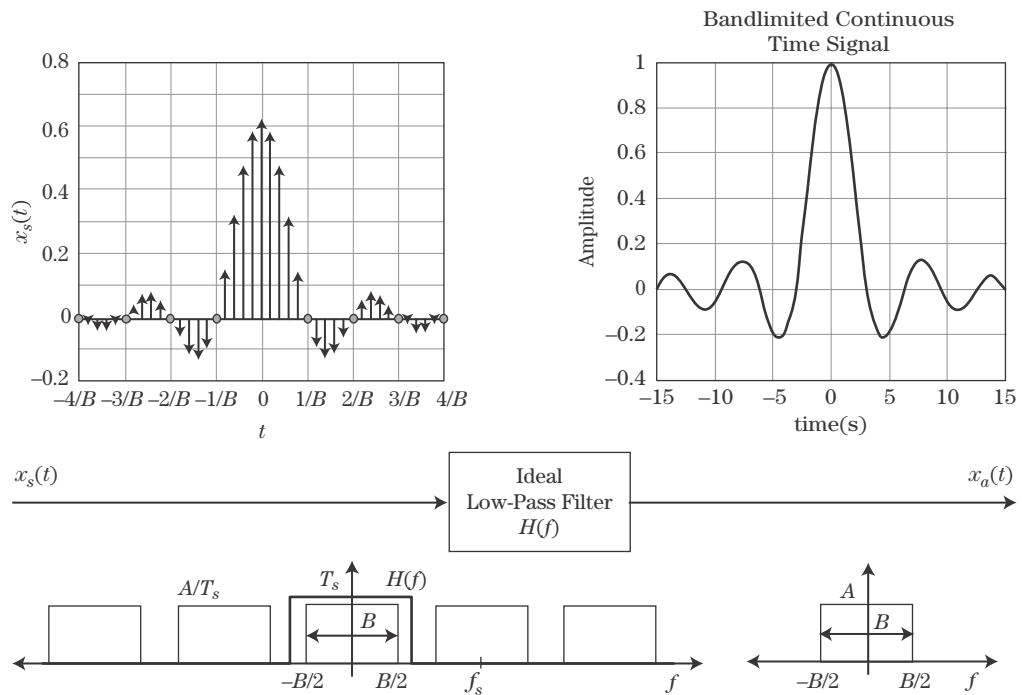 Bandlimited Continuous
Time Signal
0.8
0.6
0.4
0.2
0
–0.2
x_s(t)
–4/B –3/B –2/B –1/B 0 1/B 2/B 3/B 4/B
t
1
0.8
0.6
0.4
0.2
0
–0.2
–0.4
Amplitude
–15 –10 –5 0 5 10 15
time(s)
x_s(t)
Ideal
Low-Pass Filter
H(f)
x_a(t)
A/T_s
T_s
H(f)
B
–B/2
B/2
f_s
f
A
B
–B/2
B/2
f